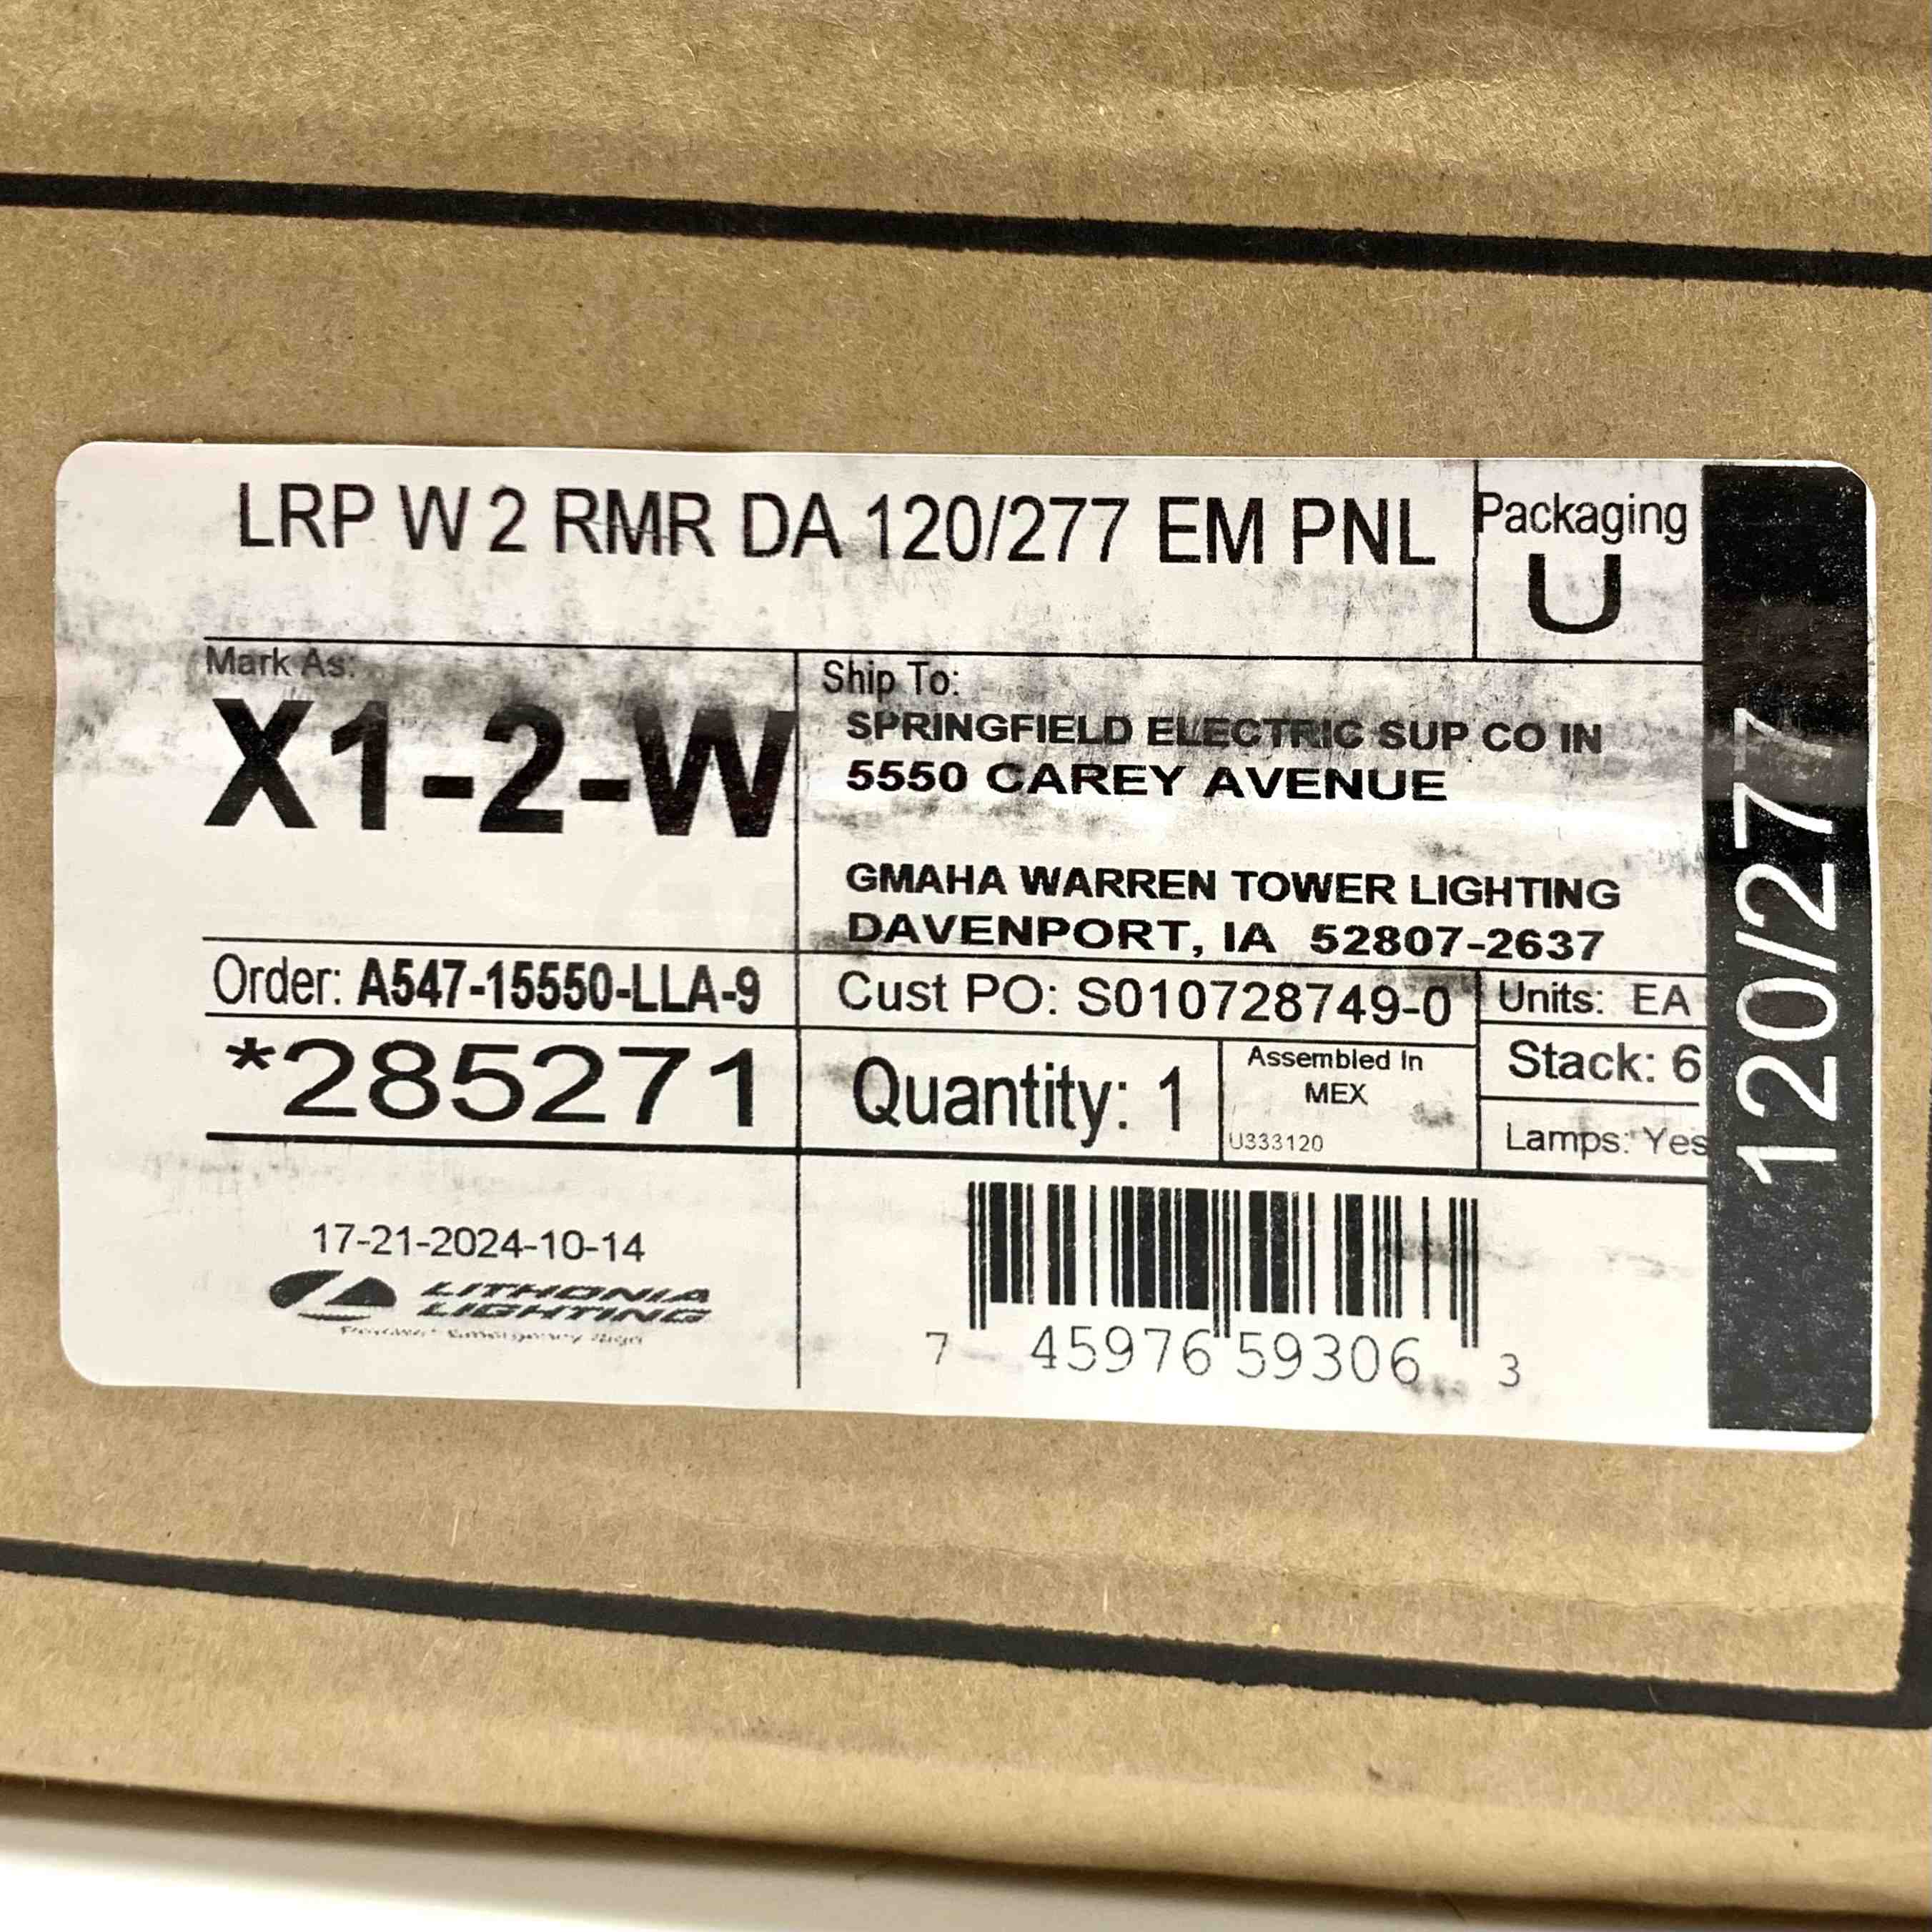 LRP W 2 RMR DA 120/277 EM PNL
Packaging
U
Mark As:
X1-2-W
Ship To:
SPRINGFIELD ELECTRIC SUP CO IN
5550 CAREY AVENUE
GMAHA WARREN TOWER LIGHTING
DAVENPORT, IA 52807-2637
Order: A547-15550-LLA-9
Cust PO: S010728749-0
Units: EA
*285271
Quantity: 1
Assembled In
MEX
U333120
Stack: 6
Lamps: Yes
17-21-2024-10-14
LITHONIA
LIGHTING
7 45976 59306 3
120/277